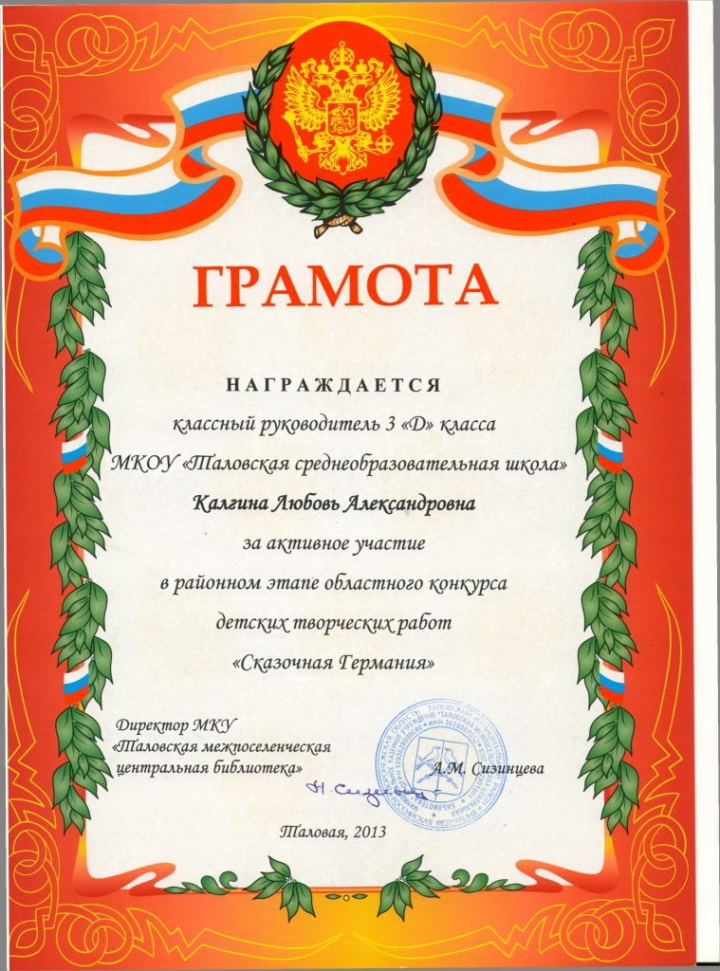 ГРАМОТА
НАГРАЖДАЕТСЯ
классный руководитель 3 «Д» класса
МКОУ «Таловская среднеобразовательная школа»
Калгина Любовь Александровна
за активное участие
в районном этапе областного конкурса
детских творческих работ
«Сказочная Германия»
Директор МКУ
«Таловская межпоселенческая
центральная библиотека»
А.М. Сизинцева
Таловая, 2013